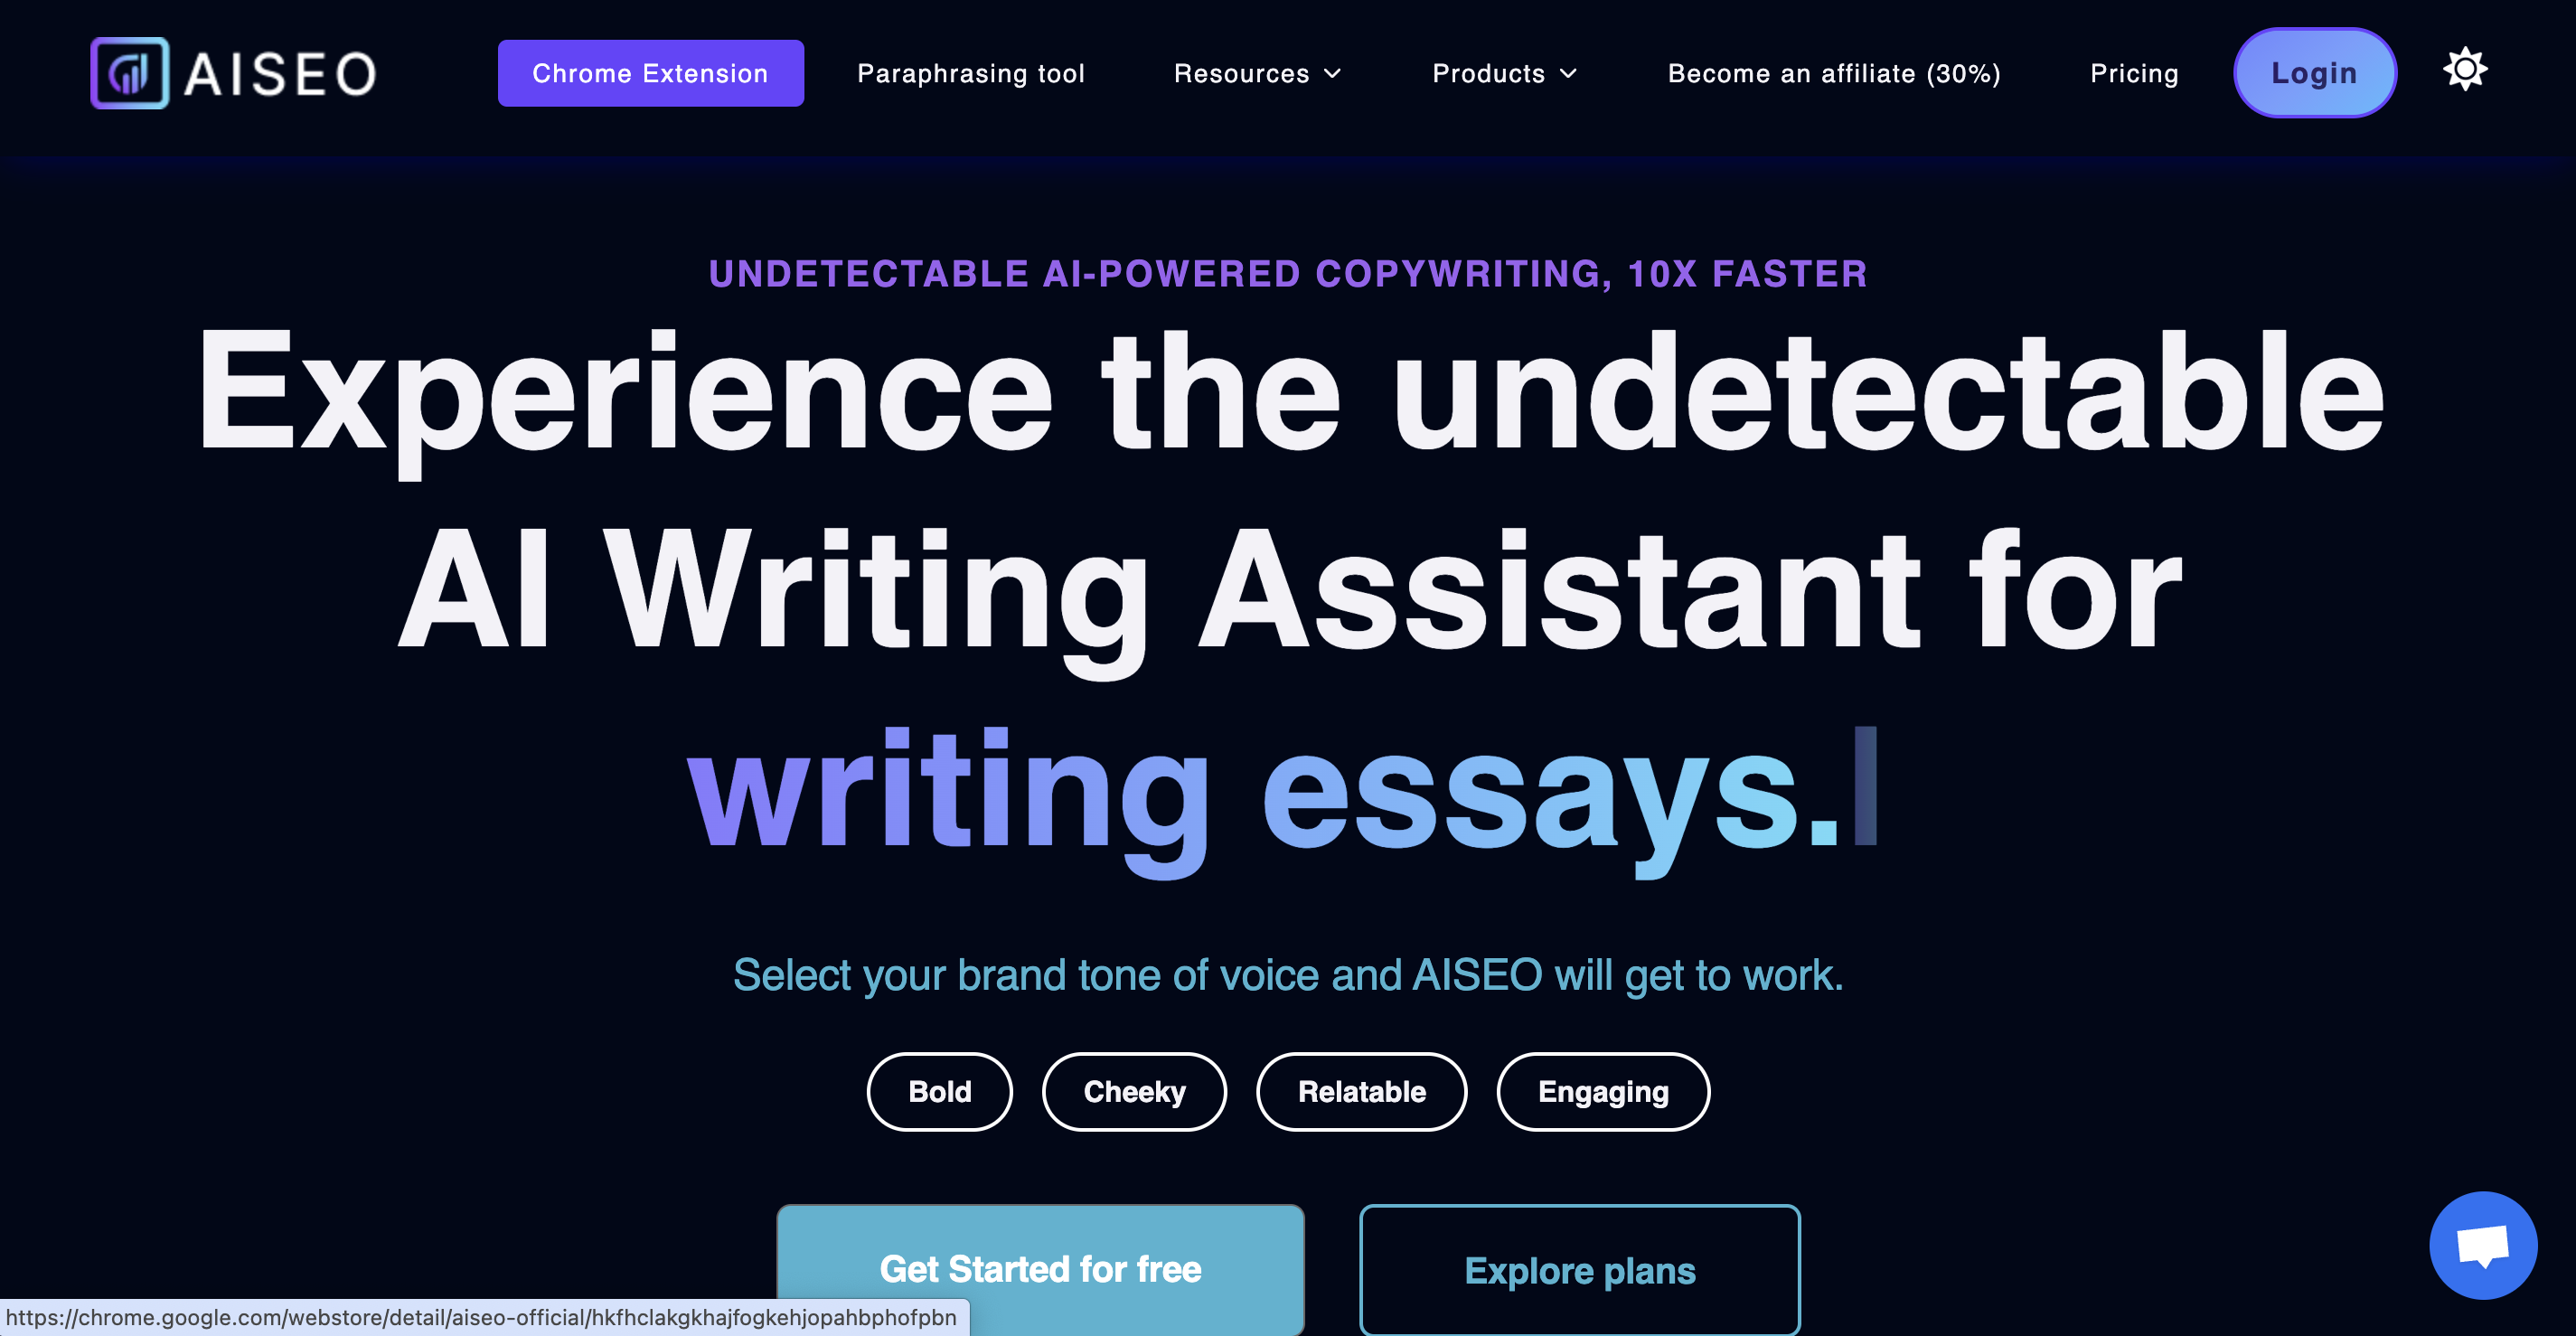 AISEO
Chrome Extension
Paraphrasing tool
Resources
Products
Become an affiliate (30%)
Pricing
Login
UNDETECTABLE AI-POWERED COPYWRITING, 10X FASTER
Experience the undetectable
AI Writing Assistant for
writing essays.
Select your brand tone of voice and AISEO will get to work.
Bold
Cheeky
Relatable
Engaging
Get Started for free
Explore plans
https://chrome.google.com/webstore/detail/aiseo-official/hkfhclakgkhajfogkehjopahbphofpbn